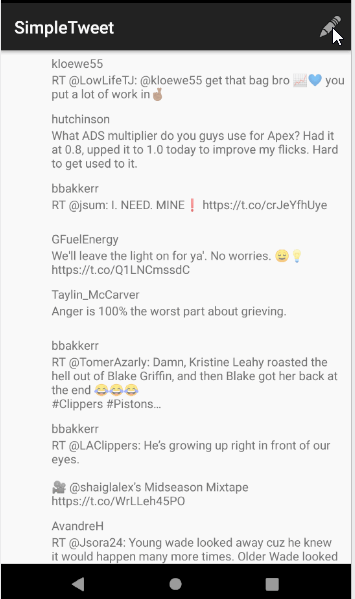 SimpleTweet
kloewe55
RT @LowLifeTJ: @kloewe55 get that bag bro 📈💙 you
put a lot of work in✌🏽
hutchinson
What ADS multiplier do you guys use for Apex? Had it
at 0.8, upped it to 1.0 today to improve my flicks. Hard
to get used to it.
bbakkerr
RT @jsum: I. NEED. MINE❗ https://t.co/crJeYfhUye
GFuelEnergy
We'll leave the light on for ya'. No worries. 😄💡
https://t.co/Q1LNCmssdC
Taylin_McCarver
Anger is 100% the worst part about grieving.
bbakkerr
RT @TomerAzarly: Damn, Kristine Leahy roasted the
hell out of Blake Griffin, and then Blake got her back at
the end 😂😂😂
#Clippers #Pistons…
bbakkerr
RT @LAClippers: He's growing up right in front of our
eyes.
🎥 @shaiglalex's Midseason Mixtape
https://t.co/WrLLeh45PO
AvandreH
RT @Jsora24: Young wade looked away cuz he knew
it would happen many more times. Older Wade looked